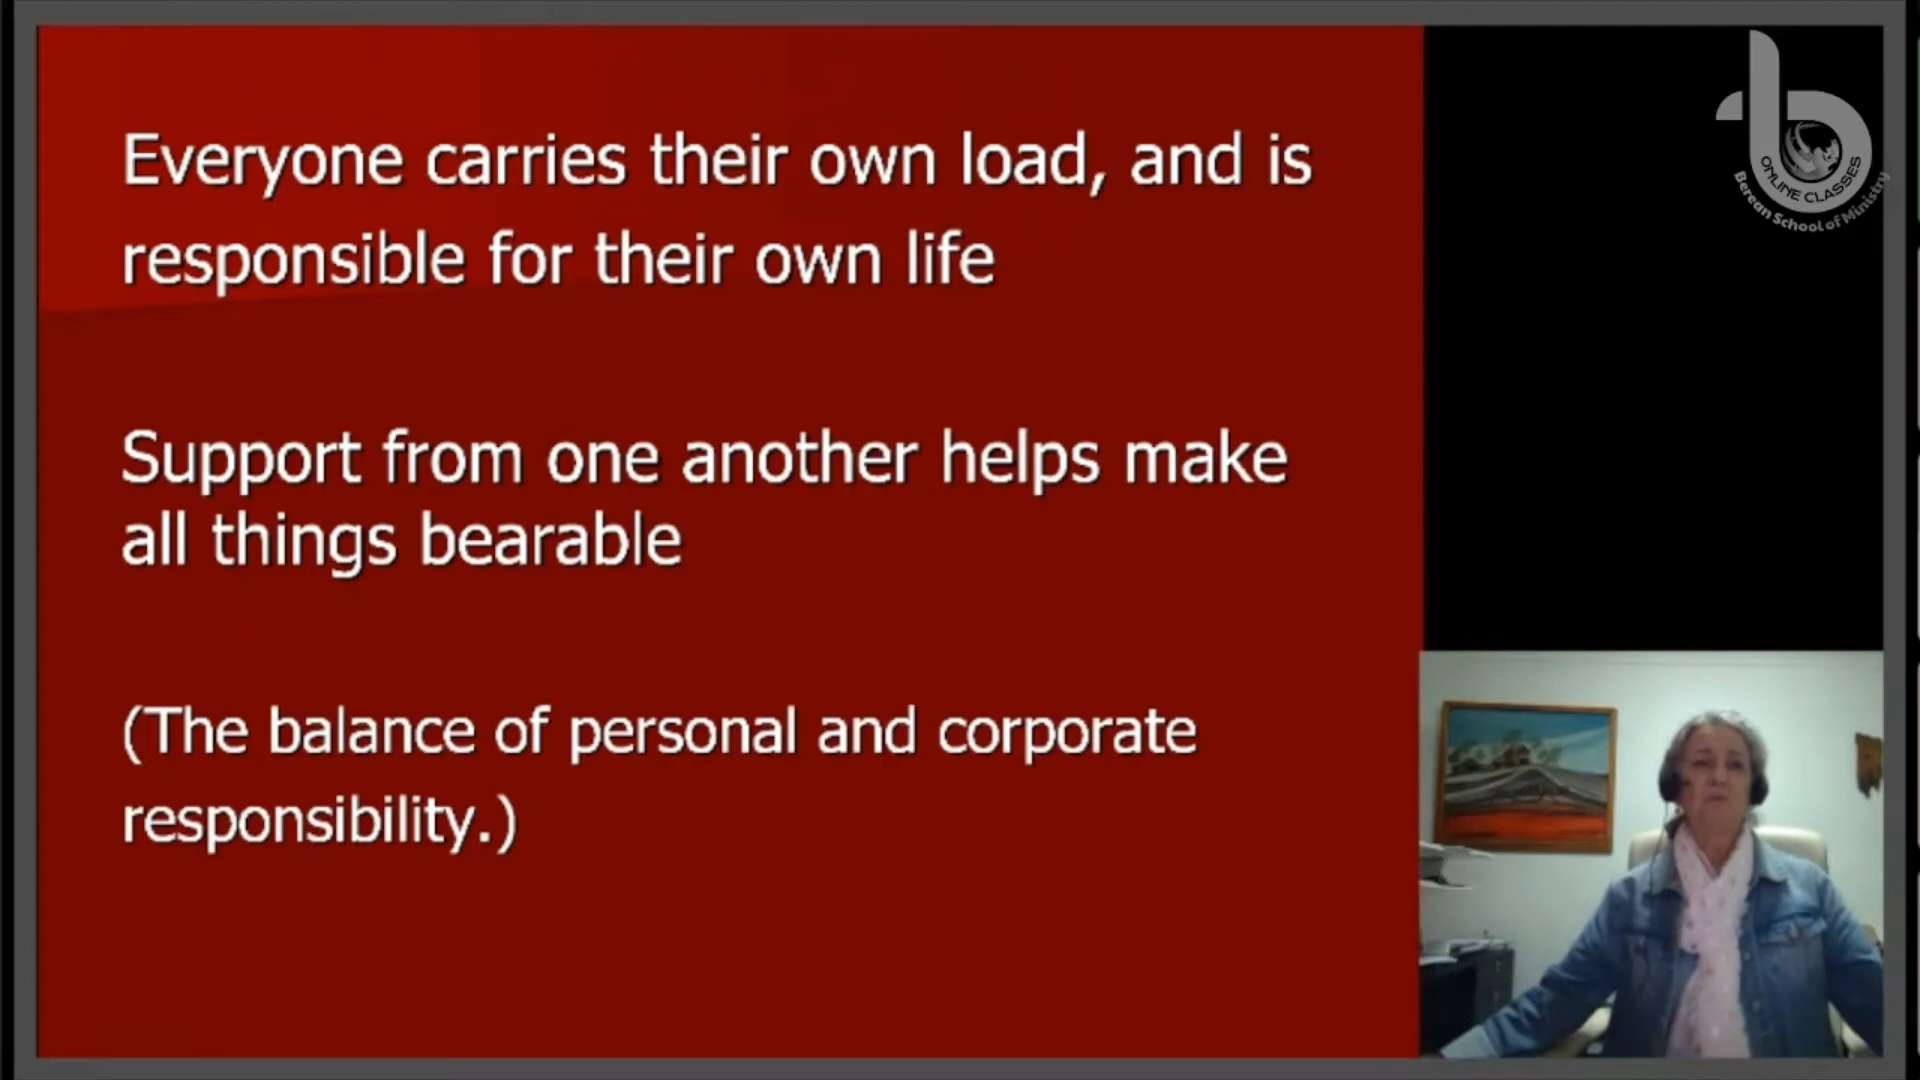 Everyone carries their own load, and is
responsible for their own life
Support from one another helps make
all things bearable
(The balance of personal and corporate
responsibility.)
ONLINE CLASSES
Berean School of Ministry